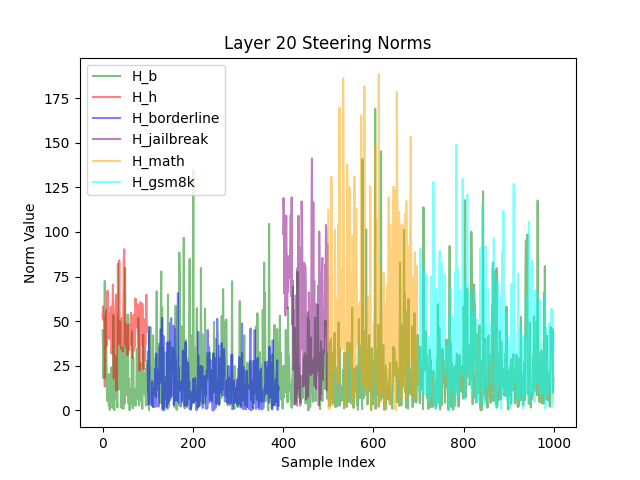 Layer 20 Steering Norms
H_b
H_h
H_borderline
H_jailbreak
H_math
H_gsm8k
175
150
125
100
75
50
25
0
Norm Value
0 200 400 600 800 1000
Sample Index